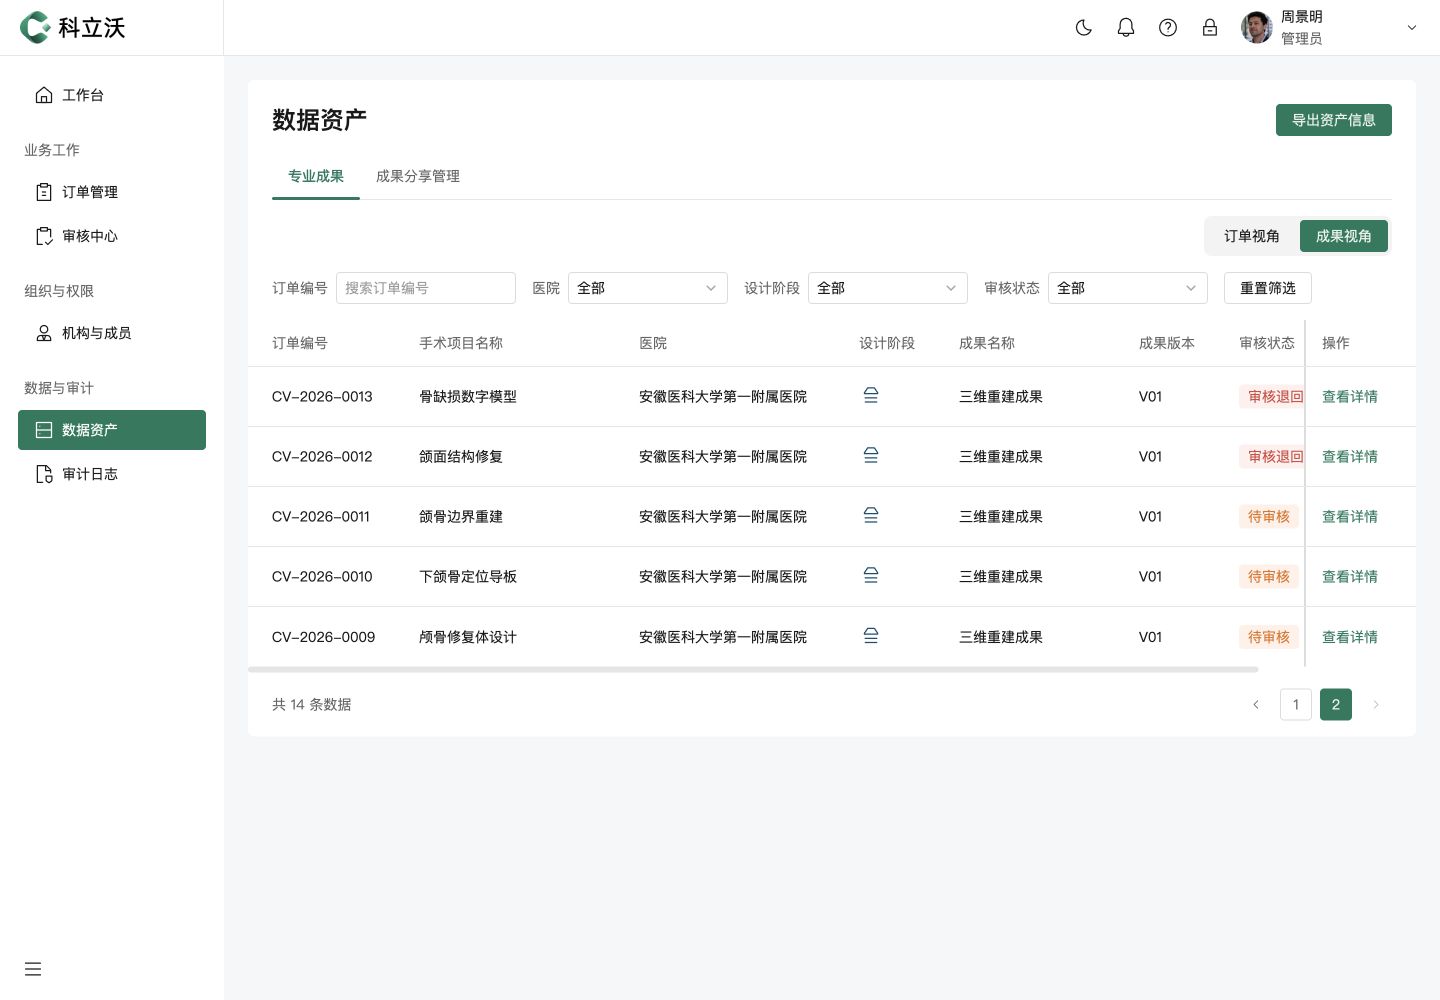 科立沃
周景明
管理员
工作台
业务工作
订单管理
审核中心
组织与权限
机构与成员
数据与审计
数据资产
审计日志
数据资产
导出资产信息
专业成果 成果分享管理
订单视角 成果视角
订单编号 搜索订单编号 医院 全部 设计阶段 全部 审核状态 全部 重置筛选
订单编号 手术项目名称 医院 设计阶段 成果名称 成果版本 审核状态 操作
CV-2026-0013 骨缺损数字模型 安徽医科大学第一附属医院 三维重建成果 V01 审核退回 查看详情
CV-2026-0012 颌面结构修复 安徽医科大学第一附属医院 三维重建成果 V01 审核退回 查看详情
CV-2026-0011 颌骨边界重建 安徽医科大学第一附属医院 三维重建成果 V01 待审核 查看详情
CV-2026-0010 下颌骨定位导板 安徽医科大学第一附属医院 三维重建成果 V01 待审核 查看详情
CV-2026-0009 颅骨修复体设计 安徽医科大学第一附属医院 三维重建成果 V01 待审核 查看详情
共 14 条数据 1 2